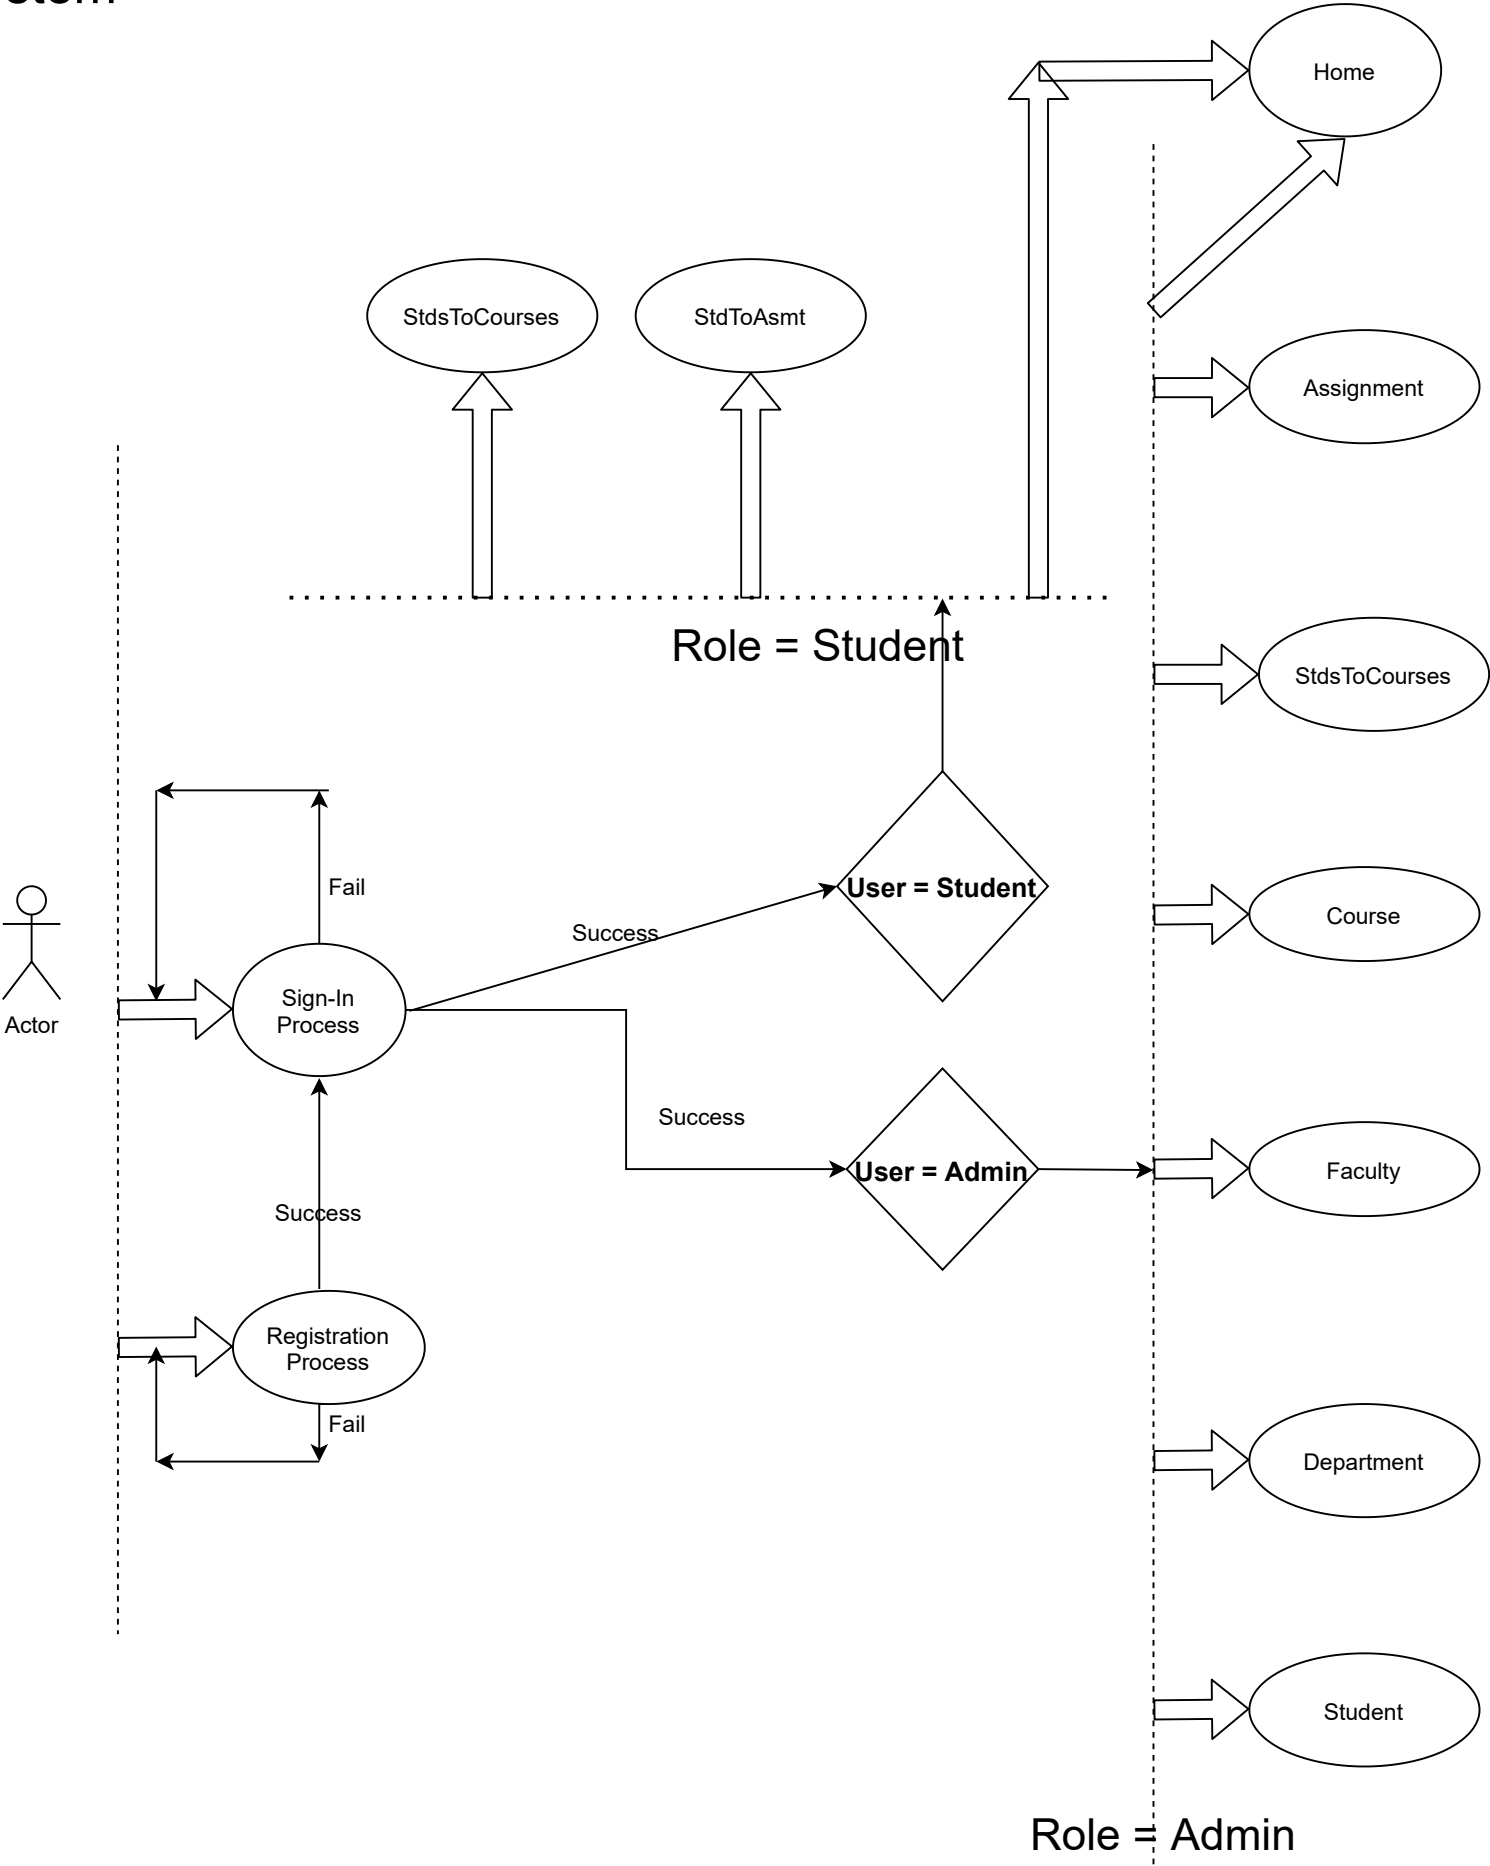 Home
StdsToCourses
StdToAsmt
Assignment
Role = Student
StdsToCourses
Fail
User = Student
Success
Course
Sign-In
Process
Actor
Success
User = Admin
Faculty
Success
Registration
Process
Fail
Department
Student
Role = Admin